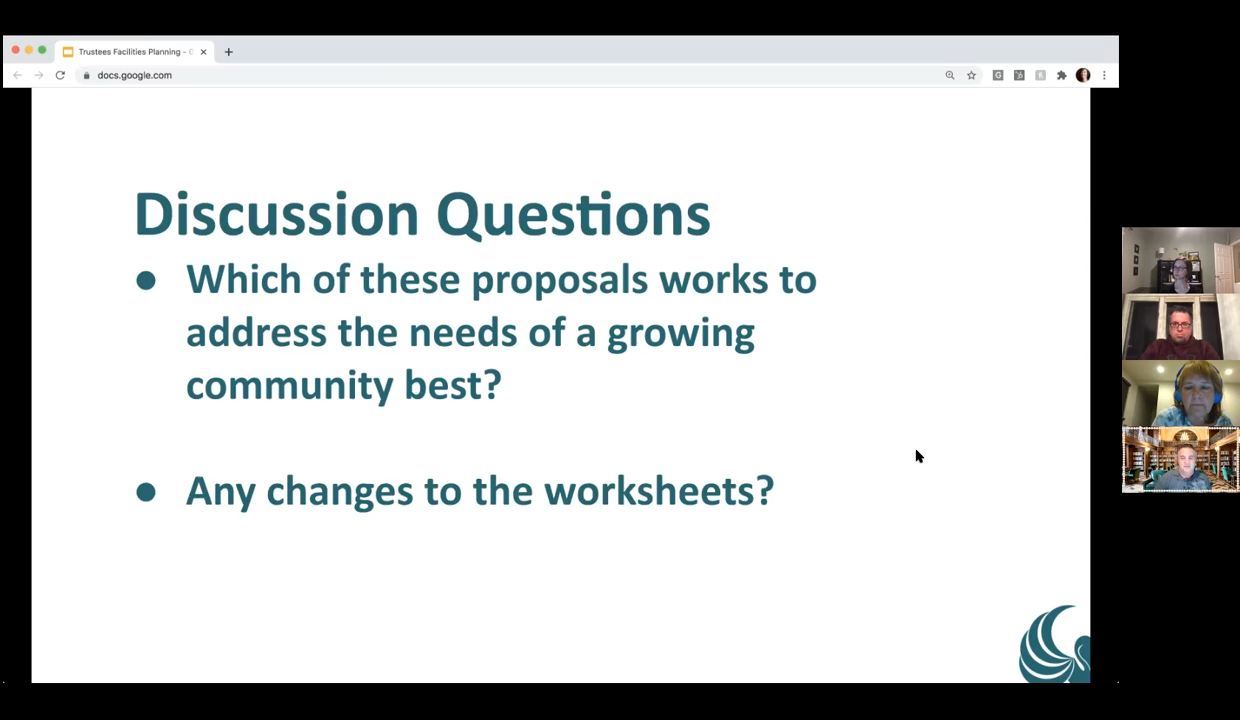 Trustees Facilities Planning -
docs.google.com
Discussion Questions
● Which of these proposals works to
address the needs of a growing
community best?
● Any changes to the worksheets?